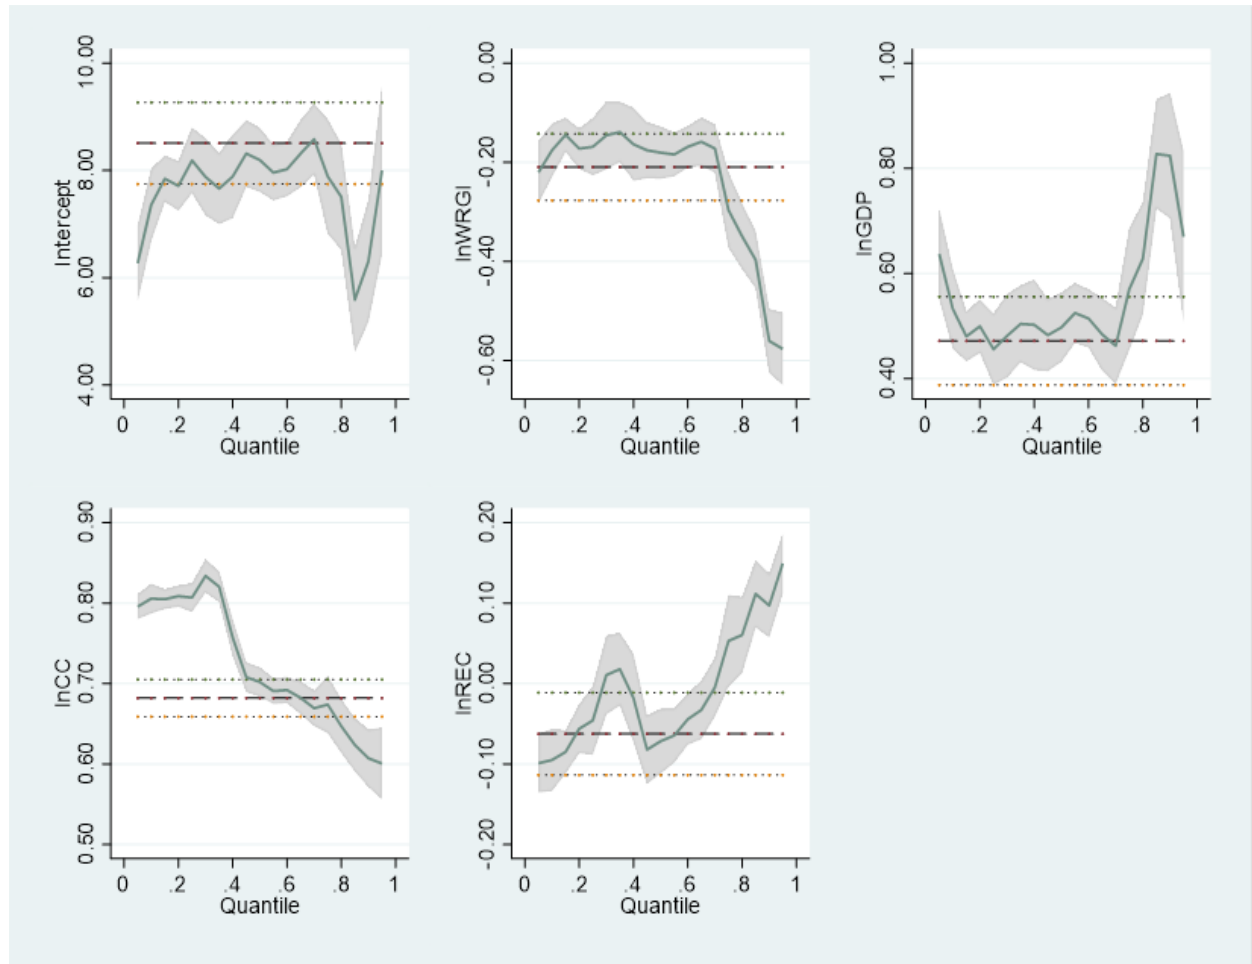 Intercept
10.00
8.00
6.00
4.00
0 .2 .4 .6 .8 1
Quantile
lnWRGI
0.00
-0.20
-0.40
-0.60
0 .2 .4 .6 .8 1
Quantile
lnGDP
1.00
0.80
0.60
0.40
0 .2 .4 .6 .8 1
Quantile
lnCC
0.90
0.80
0.70
0.60
0.50
0 .2 .4 .6 .8 1
Quantile
lnREC
0.20
0.10
0.00
-0.10
-0.20
0 .2 .4 .6 .8 1
Quantile